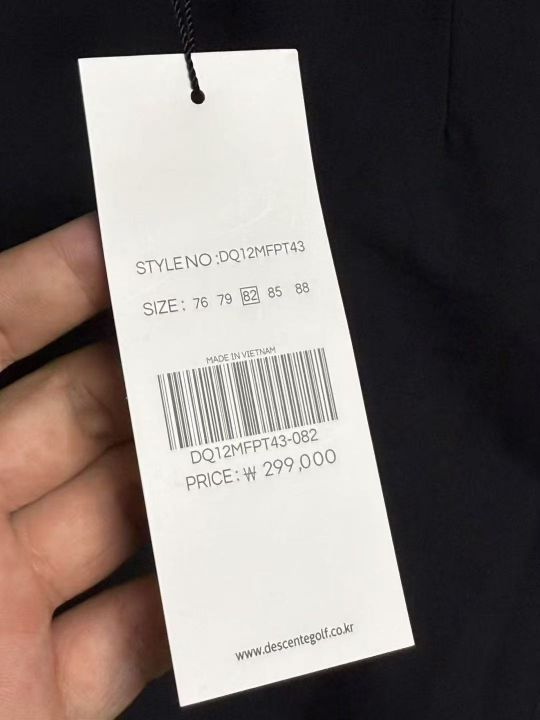 STYLE NO :DQ12MFPT43
SIZE : 76 79 82 85 88
MADE IN VIETNAM
DQ12MFPT43-082
PRICE : ₩ 299,000
www.descentegolf.co.kr